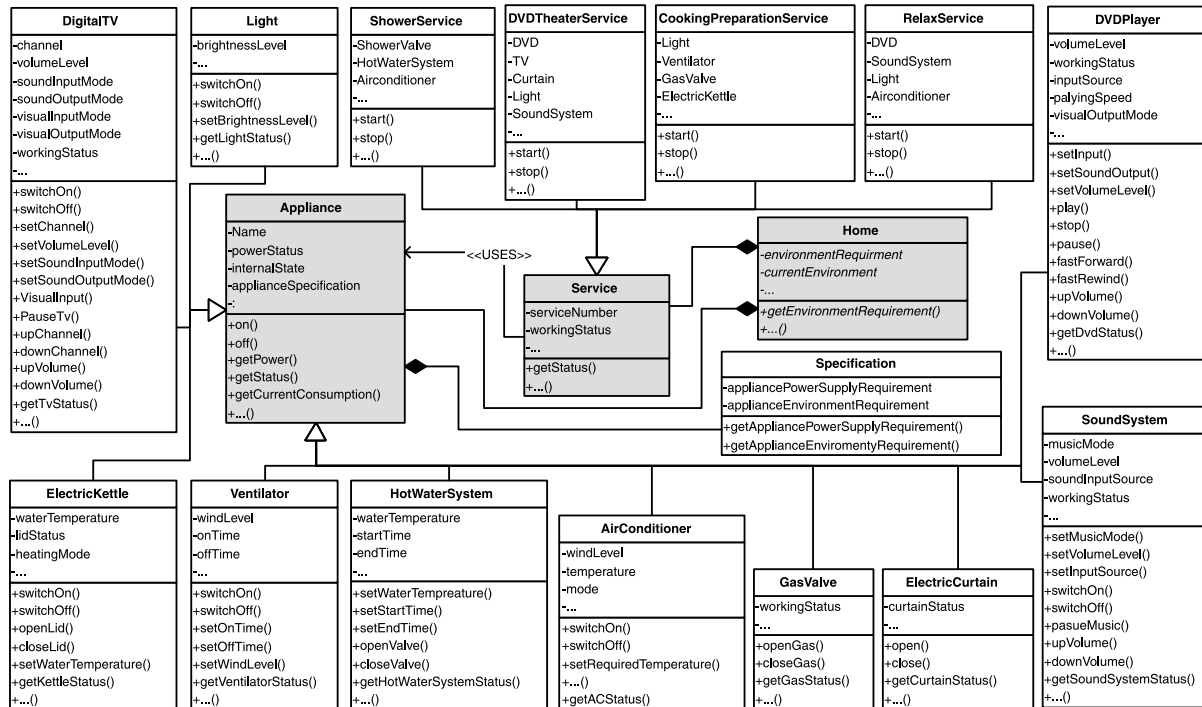 DigitalTV
-channel
-volumeLevel
-soundInputMode
-soundOutputMode
-visualInputMode
-visualOutputMode
-workingStatus
-...
+switchOn()
+switchOff()
+setChannel()
+setVolumeLevel()
+setSoundInputMode()
+setSoundOutputMode()
+VisualInput()
+PauseTv()
+upChannel()
+downChannel()
+upVolume()
+downVolume()
+getTvStatus()
+...()
Light
-brightnessLevel
-...
+switchOn()
+switchOff()
+setBrightnessLevel()
+getLightStatus()
+...()
ShowerService
-ShowerValve
-HotWaterSystem
-Airconditioner
-...
+start()
+stop()
+...()
DVDTheaterService
-DVD
-TV
-Curtain
-Light
-SoundSystem
-...
+start()
+stop()
+...()
CookingPreparationService
-Light
-Ventilator
-GasValve
-ElectricKettle
-...
+start()
+stop()
+...()
RelaxService
-DVD
-SoundSystem
-Light
-Airconditioner
-...
+start()
+stop()
+...()
DVDPlayer
-volumeLevel
-workingStatus
-inputSource
-palyingSpeed
-visualOutputMode
-...
+setInput()
+setSoundOutput()
+setVolumeLevel()
+play()
+stop()
+pause()
+fastForward()
+fastRewind()
+upVolume()
+downVolume()
+getDvdStatus()
+...()
Appliance
-Name
-powerStatus
-internalState
-applianceSpecification
-:
+on()
+off()
+getPower()
+getStatus()
+getCurrentConsumption()
+...()
<<USES>>
Service
-serviceNumber
-workingStatus
-...
+getStatus()
+...()
Home
-environmentRequirment
-currentEnvironment
-...
+getEnvironmentRequirement()
+...()
Specification
-appliancePowerSupplyRequirement
-applianceEnvironmentRequirement
+getAppliancePowerSupplyRequirement()
+getApplianceEnviromentyRequirement()
SoundSystem
-musicMode
-volumeLevel
-soundInputSource
-workingStatus
-...
+setMusicMode()
+setVolumeLevel()
+setInputSource()
+switchOn()
+switchOff()
+pasueMusic()
+upVolume()
+downVolume()
+getSoundSystemStatus()
+...()
ElectricKettle
-waterTemperature
-lidStatus
-heatingMode
-...
+switchOn()
+switchOff()
+openLid()
+closeLid()
+setWaterTemperature()
+getKettleStatus()
+...()
Ventilator
-windLevel
-onTime
-offTime
-...
+switchOn()
+switchOff()
+setOnTime()
+setOffTime()
+setWindLevel()
+getVentilatorStatus()
+...()
HotWaterSystem
-waterTemperature
-startTime
-endTime
-...
+setWaterTempreature()
+setStartTime()
+setEndTime()
+openValve()
+closeValve()
+getHotWaterSystemStatus()
+...()
AirConditioner
-windLevel
-temperature
-mode
-...
+switchOn()
+switchOff()
+setRequiredTemperature()
+...()
+getACStatus()
GasValve
-workingStatus
-...
+openGas()
+closeGas()
+getGasStatus()
+...()
ElectricCurtain
-curtainStatus
-...
+open()
+close()
+getCurtainStatus()
+...()